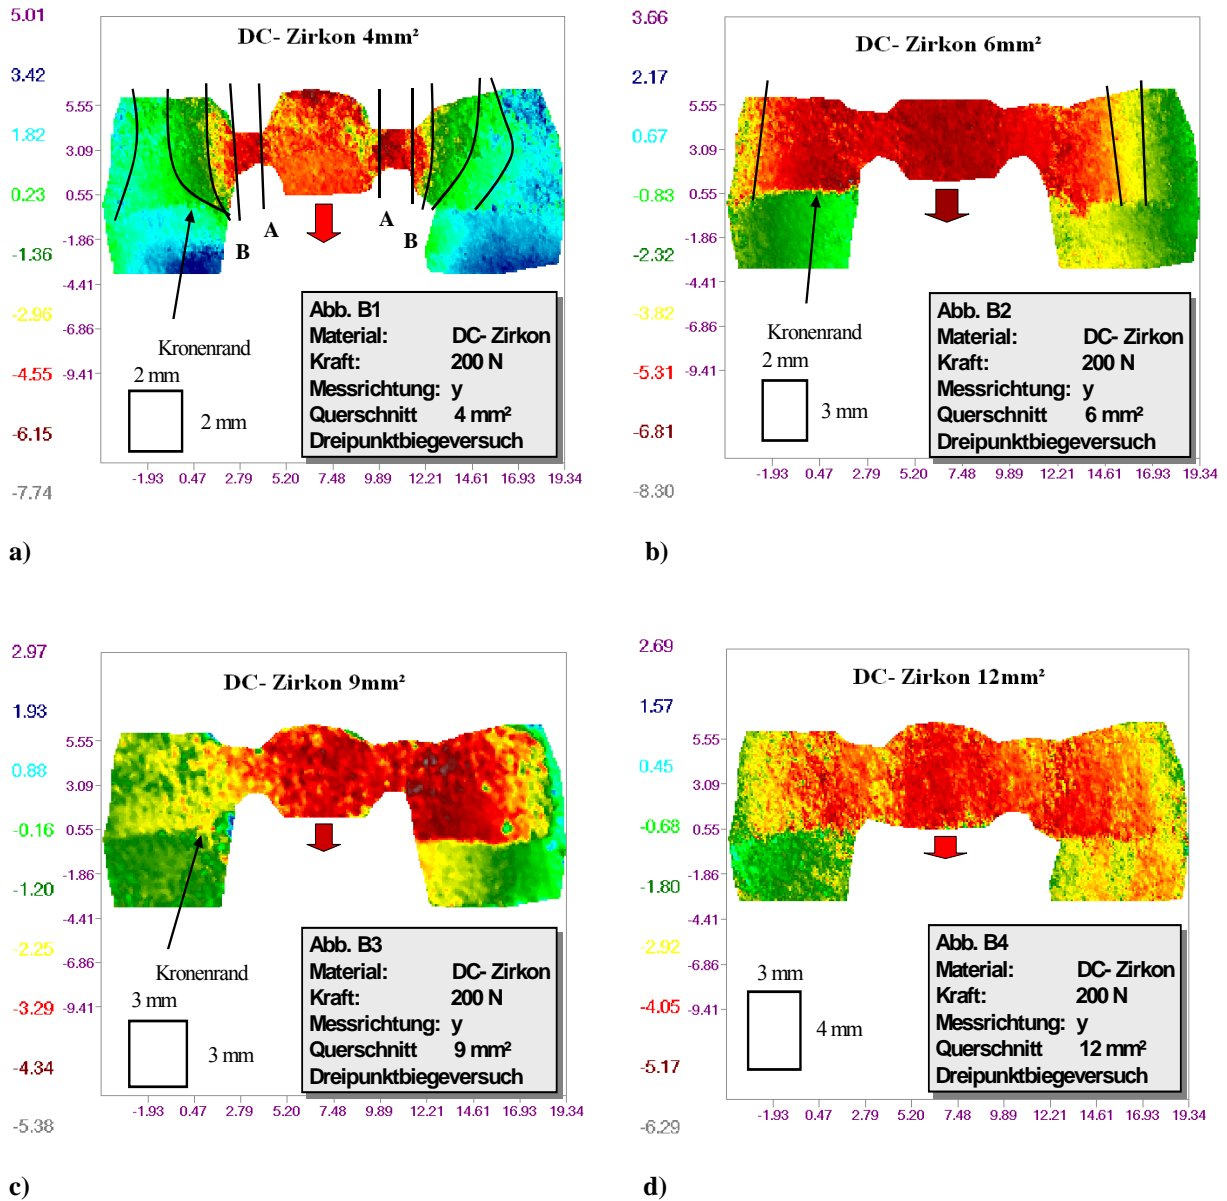 5.01
3.42
1.82
0.23
-1.36
-2.96
-4.55
-6.15
-7.74
DC- Zirkon 4mm²
5.55
3.09
0.55
-1.86
-4.41
-6.86
-9.41
A
B
A
B
Kronenrand
2 mm
2 mm
Abb. B1
Material: DC- Zirkon
Kraft: 200 N
Messrichtung: y
Querschnitt 4 mm²
Dreipunktbiegeversuch
-1.93 0.47 2.79 5.20 7.48 9.89 12.21 14.61 16.93 19.34
a)
3.66
2.17
0.67
-0.83
-2.32
-3.82
-5.31
-6.81
-8.30
DC- Zirkon 6mm²
5.55
3.09
0.55
-1.86
-4.41
-6.86
-9.41
Kronenrand
2 mm
3 mm
Abb. B2
Material: DC- Zirkon
Kraft: 200 N
Messrichtung: y
Querschnitt 6 mm²
Dreipunktbiegeversuch
-1.93 0.47 2.79 5.20 7.48 9.89 12.21 14.61 16.93 19.34
b)
2.97
1.93
0.88
-0.16
-1.20
-2.25
-3.29
-4.34
-5.38
DC- Zirkon 9mm²
5.55
3.09
0.55
-1.86
-4.41
-6.86
-9.41
Kronenrand
3 mm
3 mm
Abb. B3
Material: DC- Zirkon
Kraft: 200 N
Messrichtung: y
Querschnitt 9 mm²
Dreipunktbiegeversuch
-1.93 0.47 2.79 5.20 7.48 9.89 12.21 14.61 16.93 19.34
c)
2.69
1.57
0.45
-0.68
-1.80
-2.92
-4.05
-5.17
-6.29
DC- Zirkon 12mm²
5.55
3.09
0.55
-1.86
-4.41
-6.86
-9.41
3 mm
4 mm
Abb. B4
Material: DC- Zirkon
Kraft: 200 N
Messrichtung: y
Querschnitt 12 mm²
Dreipunktbiegeversuch
-1.93 0.47 2.79 5.20 7.48 9.89 12.21 14.61 16.93 19.34
d)